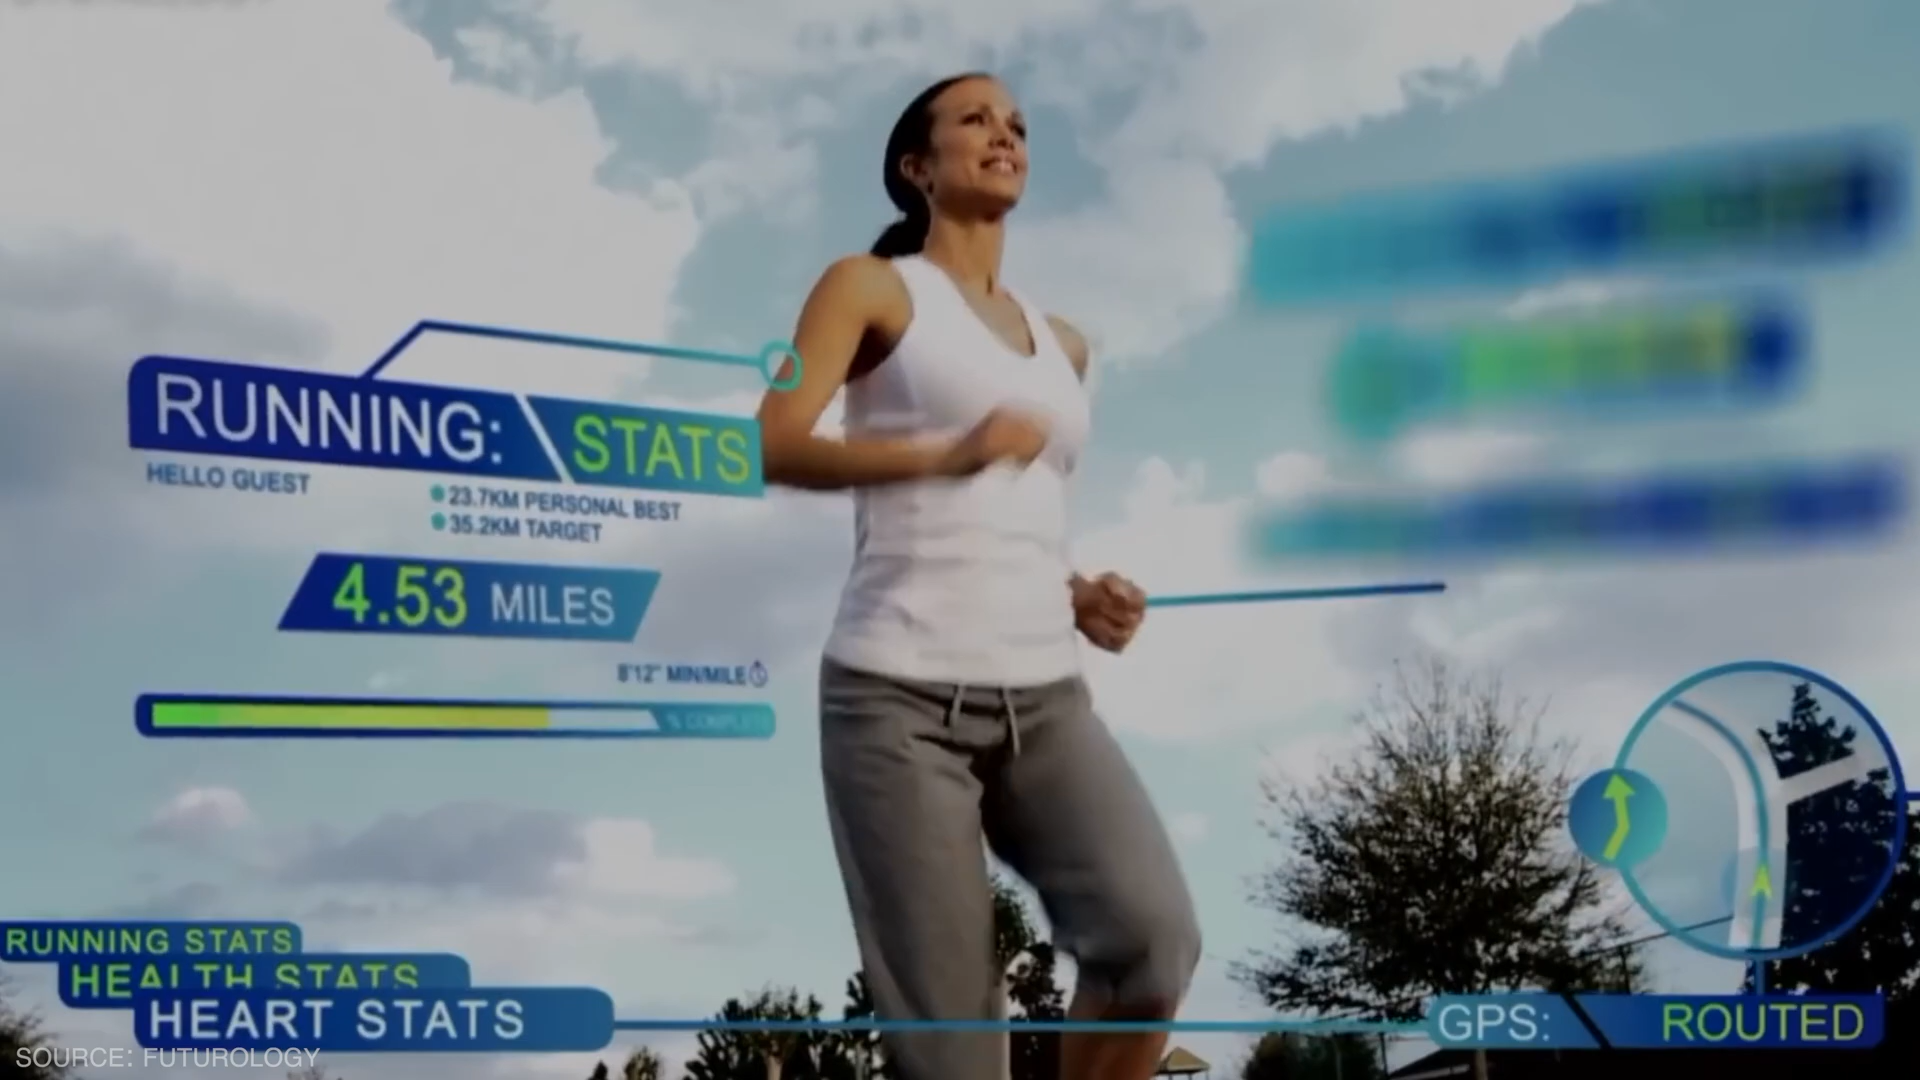 RUNNING: STATS
HELLO GUEST
23.7KM PERSONAL BEST
35.2KM TARGET
4.53 MILES
8'12" MIN/MILE
% COMPLETE
RUNNING STATS
HEALTH STATS
HEART STATS
GPS: ROUTED
SOURCE: FUTUROLOGY